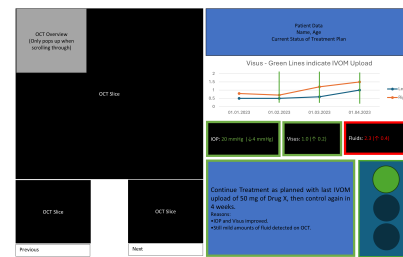 OCT Overview
(Only pops up when
scrolling through)
OCT Slice
OCT Slice
OCT Slice
Previous
Next
Patient Data
Name, Age
Current Status of Treatment Plan
Visus - Green Lines indicate IVOM Upload
2
1.5
1
0.5
0
01.01.2023
01.02.2023
01.03.2023
01.04.2023
IOP: 20 mmHg (↓4 mmHg)
Visus: 1.0 (↑ 0.2)
Fluids:
Continue Treatment as planned with last IVOM
upload of 50 mg of Drug X, then control again in
4 weeks.
Reasons:
•IOP and Visus improved.
•Still mild amounts of fluid detected on OCT.